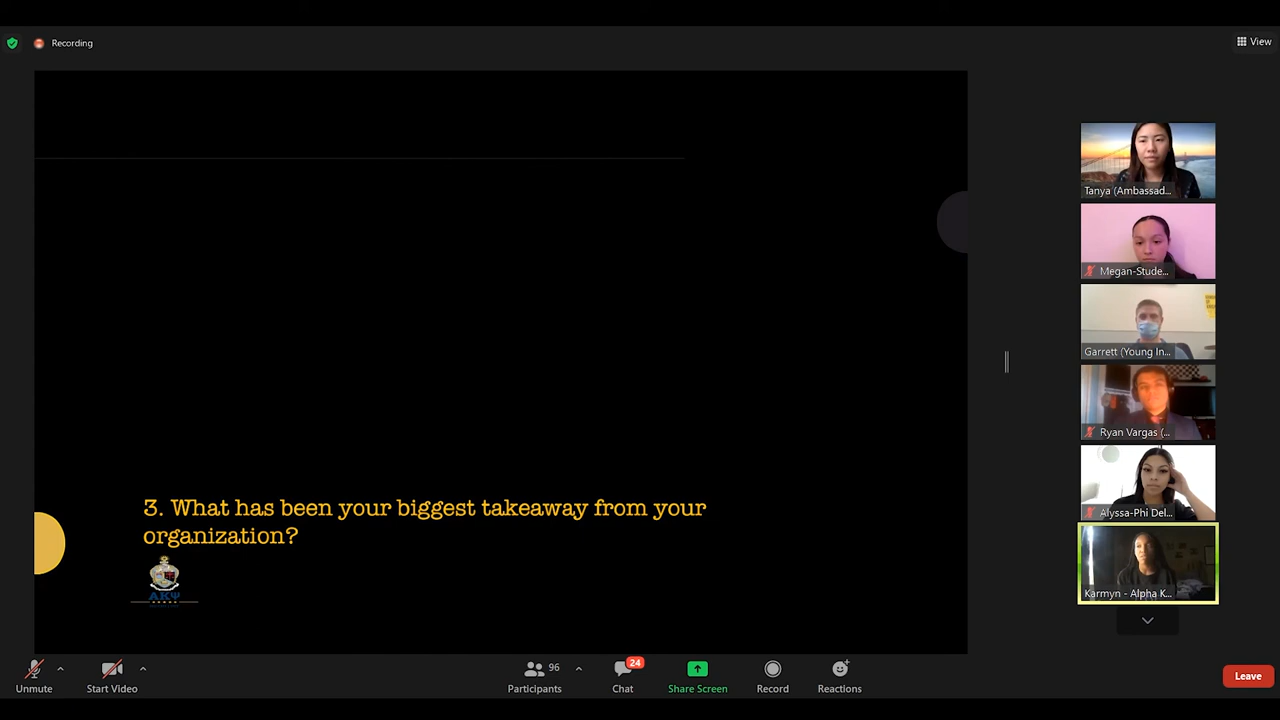 Recording
View
Tanya (Ambassad...
Megan-Stude...
Garrett (Young In...
Ryan Vargas (...
Alyssa-Phi Del...
3. What has been your biggest takeaway from your
organization?
ΑΚΨ
Karmyn - Alpha K...
Unmute
Start Video
Participants
96
Chat
24
Share Screen
Record
Reactions
Leave